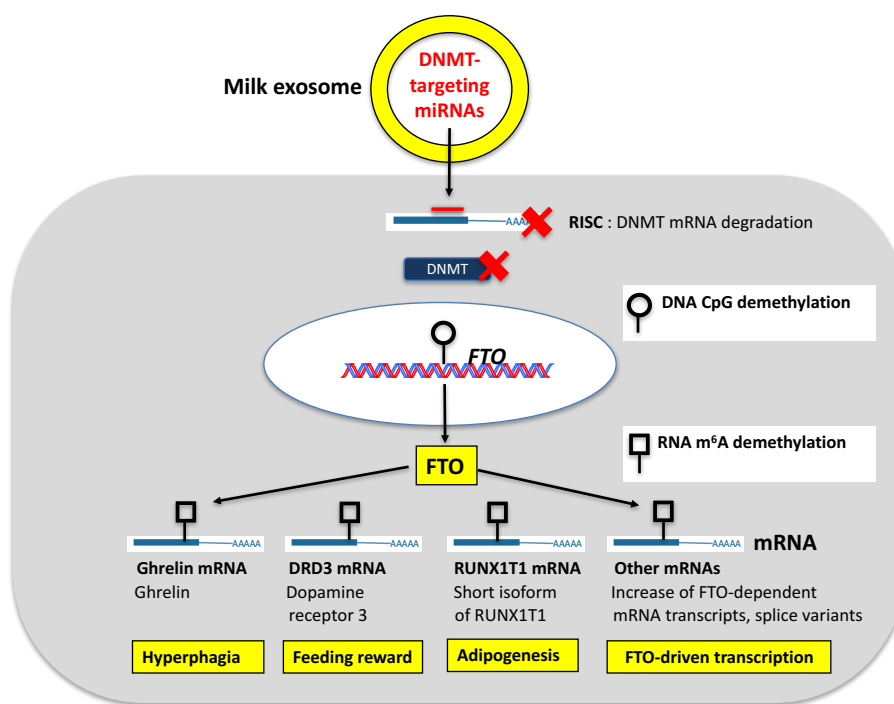 DNMT-
targeting
miRNAs
Milk exosome
AAAA
RISC : DNMT mRNA degradation
DNMT
DNA CpG demethylation
FTO
RNA m⁶A demethylation
FTO
AAAAA
AAAAA
AAAAA
AAAAA
mRNA
Ghrelin mRNA
Ghrelin
DRD3 mRNA
Dopamine
receptor 3
RUNX1T1 mRNA
Short isoform
of RUNX1T1
Other mRNAs
Increase of FTO-dependent
mRNA transcripts, splice variants
Hyperphagia
Feeding reward
Adipogenesis
FTO-driven transcription